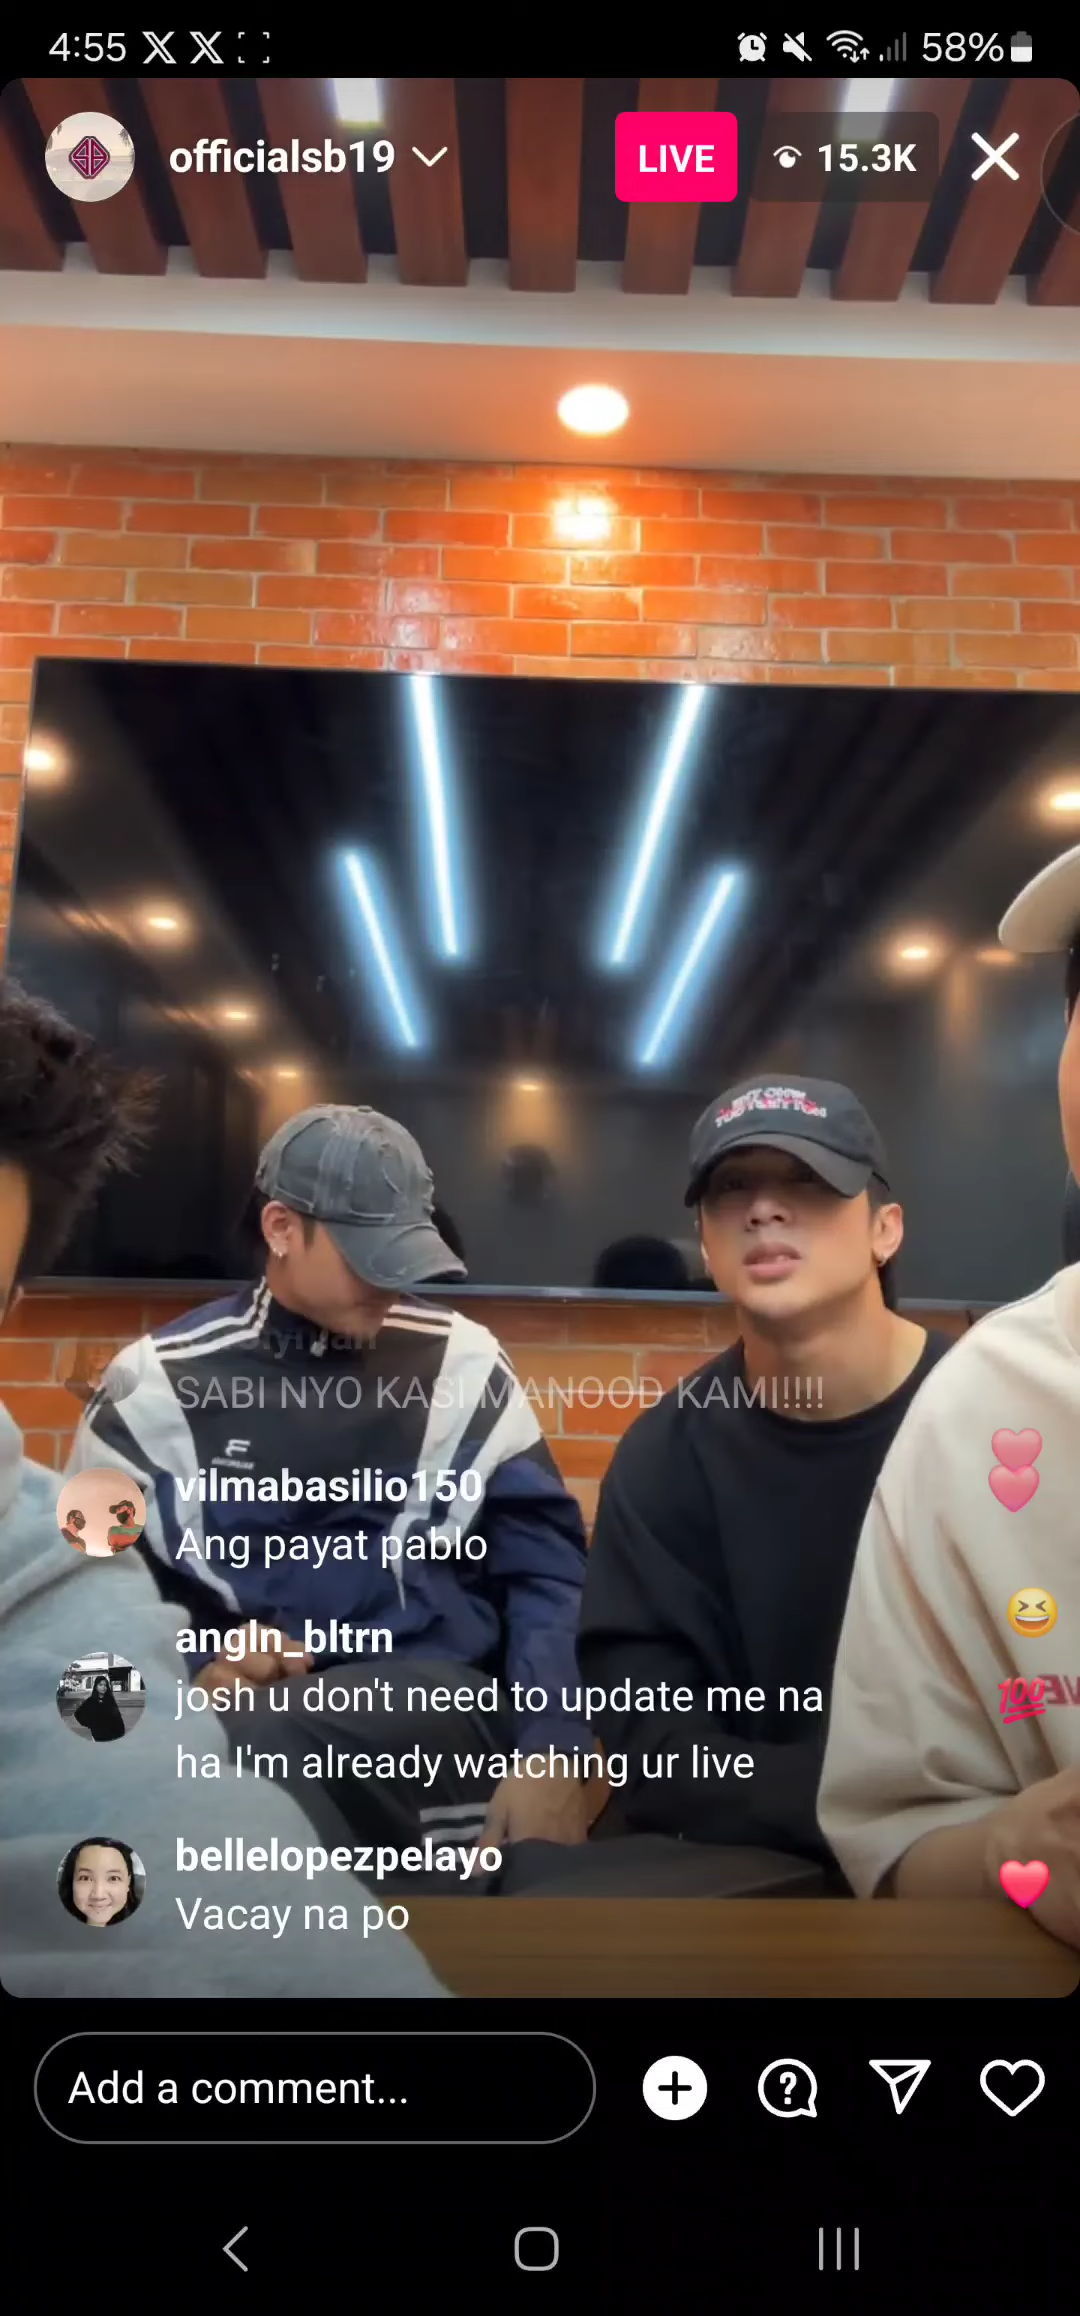 4:55
58%
officialsb19
LIVE
15.3K
SABI NYO KASI MANOOD KAMI!!!!
vilmabasilio150
Ang payat pablo
angln_bltrn
josh u don't need to update me na
ha I'm already watching ur live
100
bellelopezpelayo
Vacay na po
Add a comment...